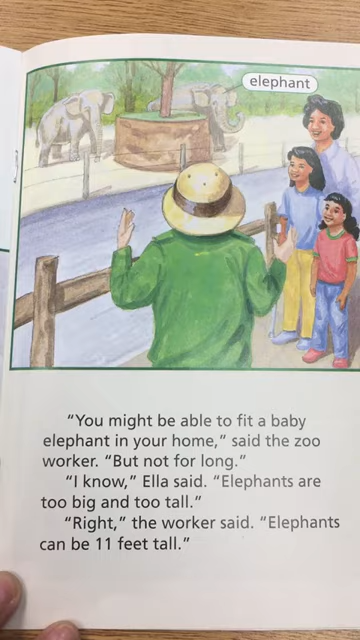 elephant
“You might be able to fit a baby
elephant in your home,” said the zoo
worker. “But not for long.”
“I know,” Ella said. “Elephants are
too big and too tall.”
“Right,” the worker said. “Elephants
can be 11 feet tall.”